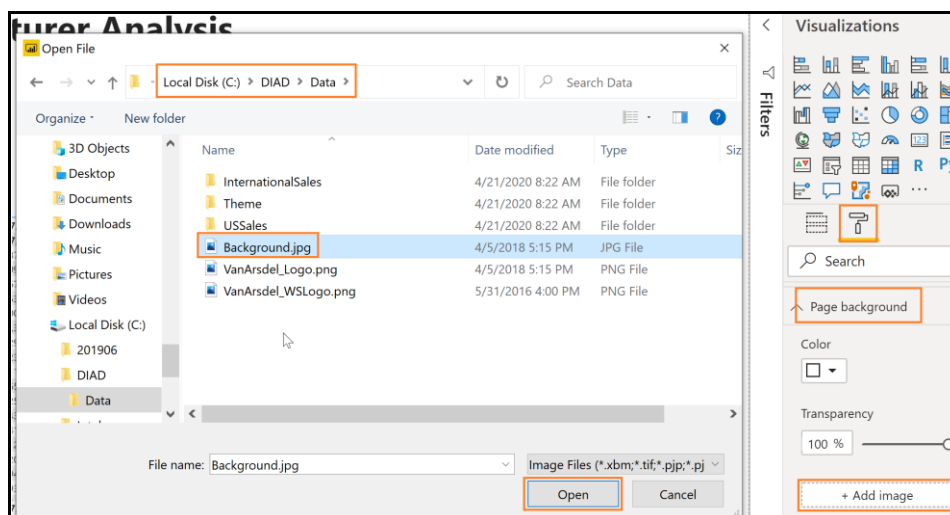 turer Analysis
Open File
Local Disk (C:) > DIAD > Data >
Search Data
Organize
New folder
3D Objects
Desktop
Documents
Downloads
Music
Pictures
Videos
Local Disk (C:)
201906
DIAD
Data
Name Date modified Type Siz
InternationalSales 4/21/2020 8:22 AM File folder
Theme 4/21/2020 8:22 AM File folder
USSales 4/21/2020 8:22 AM File folder
Background.jpg 4/5/2018 5:15 PM JPG File
VanArsdel_Logo.png 4/5/2018 5:15 PM PNG File
VanArsdel_WSLogo.png 5/31/2016 4:00 PM PNG File
File name: Background.jpg
Image Files (*.xbm;*.tif;*.pjp;*.pj
Open
Cancel
Filters
Visualizations
123
R
Search
Page background
Color
Transparency
100 %
+ Add image